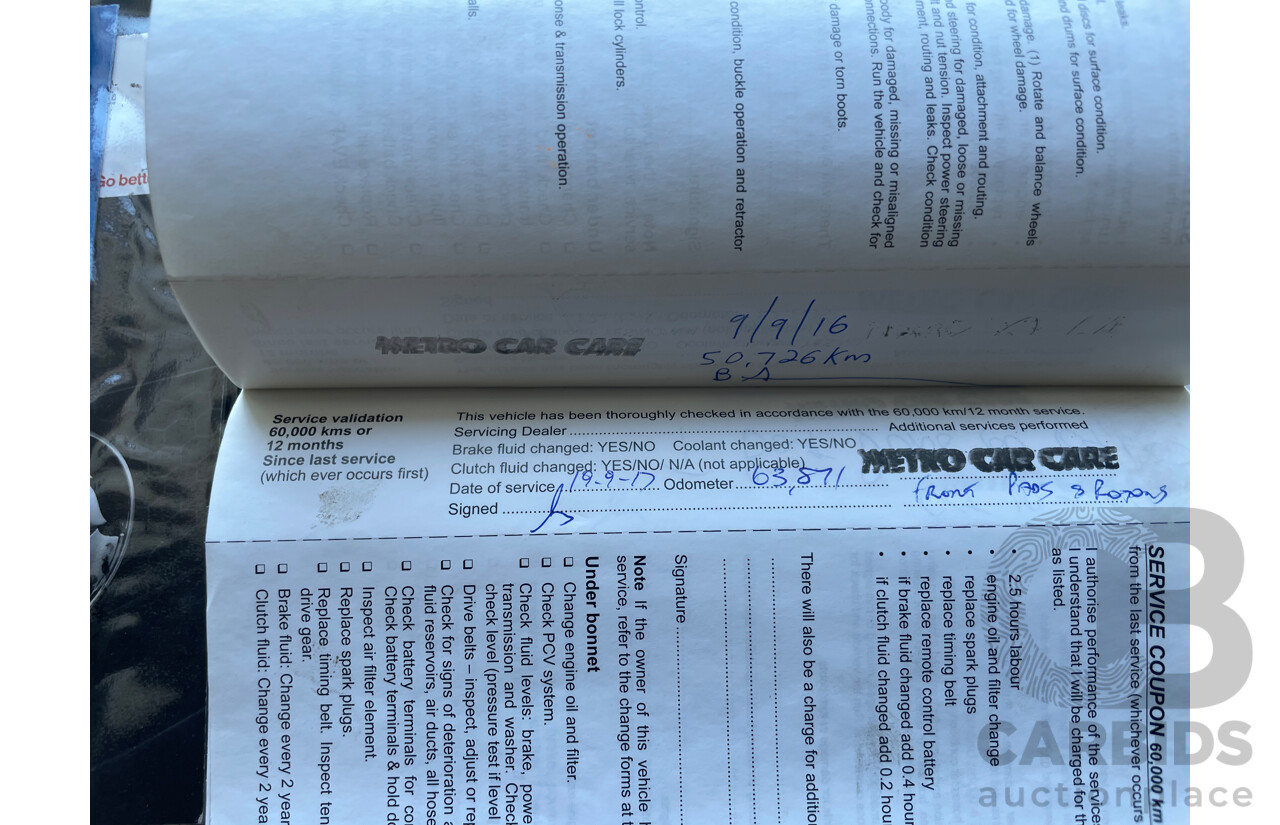 Go bett
alls.
onse & transmission operation.
ontrol.
ll lock cylinders.
condition, buckle operation and retractor
damage or torn boots.
ody for damaged, missing or misaligned
nnections. Run the vehicle and check for
for condition, attachment and routing.
d steering for damaged, loose or missing
t and nut tension. Inspect power steering
ment, routing and leaks. Check condition
damage. (1) Rotate and balance wheels
d for wheel damage.
l discs for surface condition.
nd drums for surface condition.
METRO CAR CARE
9/9/16
50,726 Km
Service validation
60,000 kms or
12 months
Since last service
(which ever occurs first)
This vehicle has been thoroughly checked in accordance with the 60,000 km/12 month service.
Servicing Dealer
Additional services performed
Brake fluid changed: YES/NO Coolant changed: YES/NO
METRO CAR CARE
Clutch fluid changed: YES/NO/ N/A (not applicable)
Date of service 19-9-17 Odometer 63,871
Front Pads & Rotors
Signed
SERVICE COUPON 60,000 km
from the last service (whichever occurs
I authorise performance of the service
I understand that I will be charged for th
as listed.
• 2.5 hours labour
• engine oil and filter change
• replace spark plugs
• replace timing belt
• replace remote control battery
• if brake fluid changed add 0.4 hour
• if clutch fluid changed add 0.2 hou
There will also be a charge for addition
Signature
Note If the owner of this vehicle h
service, refer to the change forms at t
Under bonnet
❑ Change engine oil and filter.
❑ Check PCV system.
❑ Check fluid levels: brake, powe
transmission and washer. Check
check level (pressure test if level
❑ Drive belts – Inspect, adjust or rep
❑ Check for signs of deterioration a
fluid reservoirs, air ducts, all hose
❑ Check battery terminals for cor
Check battery terminals & hold do
❑ Inspect air filter element.
❑ Replace spark plugs.
❑ Replace timing belt. Inspect ten
drive gear.
❑ Brake fluid: Change every 2 year
❑ Clutch fluid: Change every 2 yea
CARBIDS
auctionplace